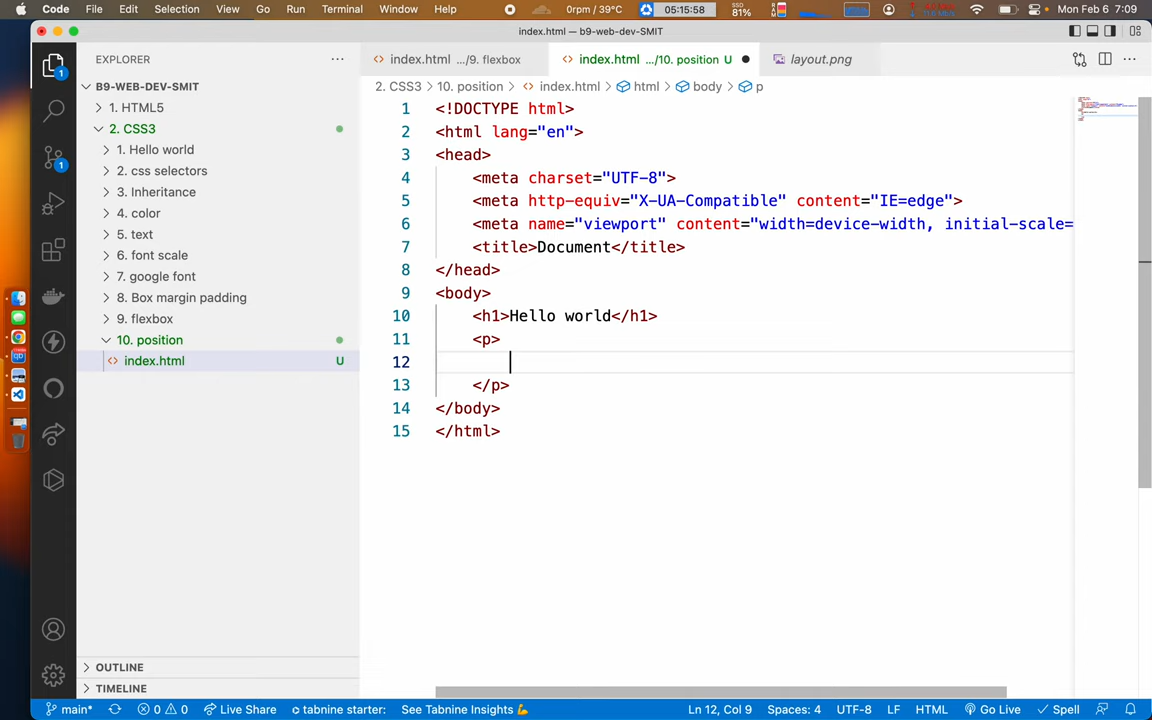 Code File Edit Selection View Go Run Terminal Window Help 0rpm / 39°C 05:15:58 SSD 81% Mon Feb 6 7:09
index.html — b9-web-dev-SMIT
EXPLORER
index.html .../9. flexbox
index.html .../10. position U
layout.png
2. CSS3 > 10. position > index.html > html > body > p
B9-WEB-DEV-SMIT
1. HTML5
2. CSS3
1. Hello world
2. css selectors
3. Inheritance
4. color
5. text
6. font scale
7. google font
8. Box margin padding
9. flexbox
10. position
index.html U
OUTLINE
TIMELINE
1 <!DOCTYPE html>
2 <html lang="en">
3 <head>
4 <meta charset="UTF-8">
5 <meta http-equiv="X-UA-Compatible" content="IE=edge">
6 <meta name="viewport" content="width=device-width, initial-scale=
7 <title>Document</title>
8 </head>
9 <body>
10 <h1>Hello world</h1>
11 <p>
12
13 </p>
14 </body>
15 </html>
1
1
main* 0 0 Live Share tabnine starter: See Tabnine Insights Ln 12, Col 9 Spaces: 4 UTF-8 LF HTML Go Live Spell